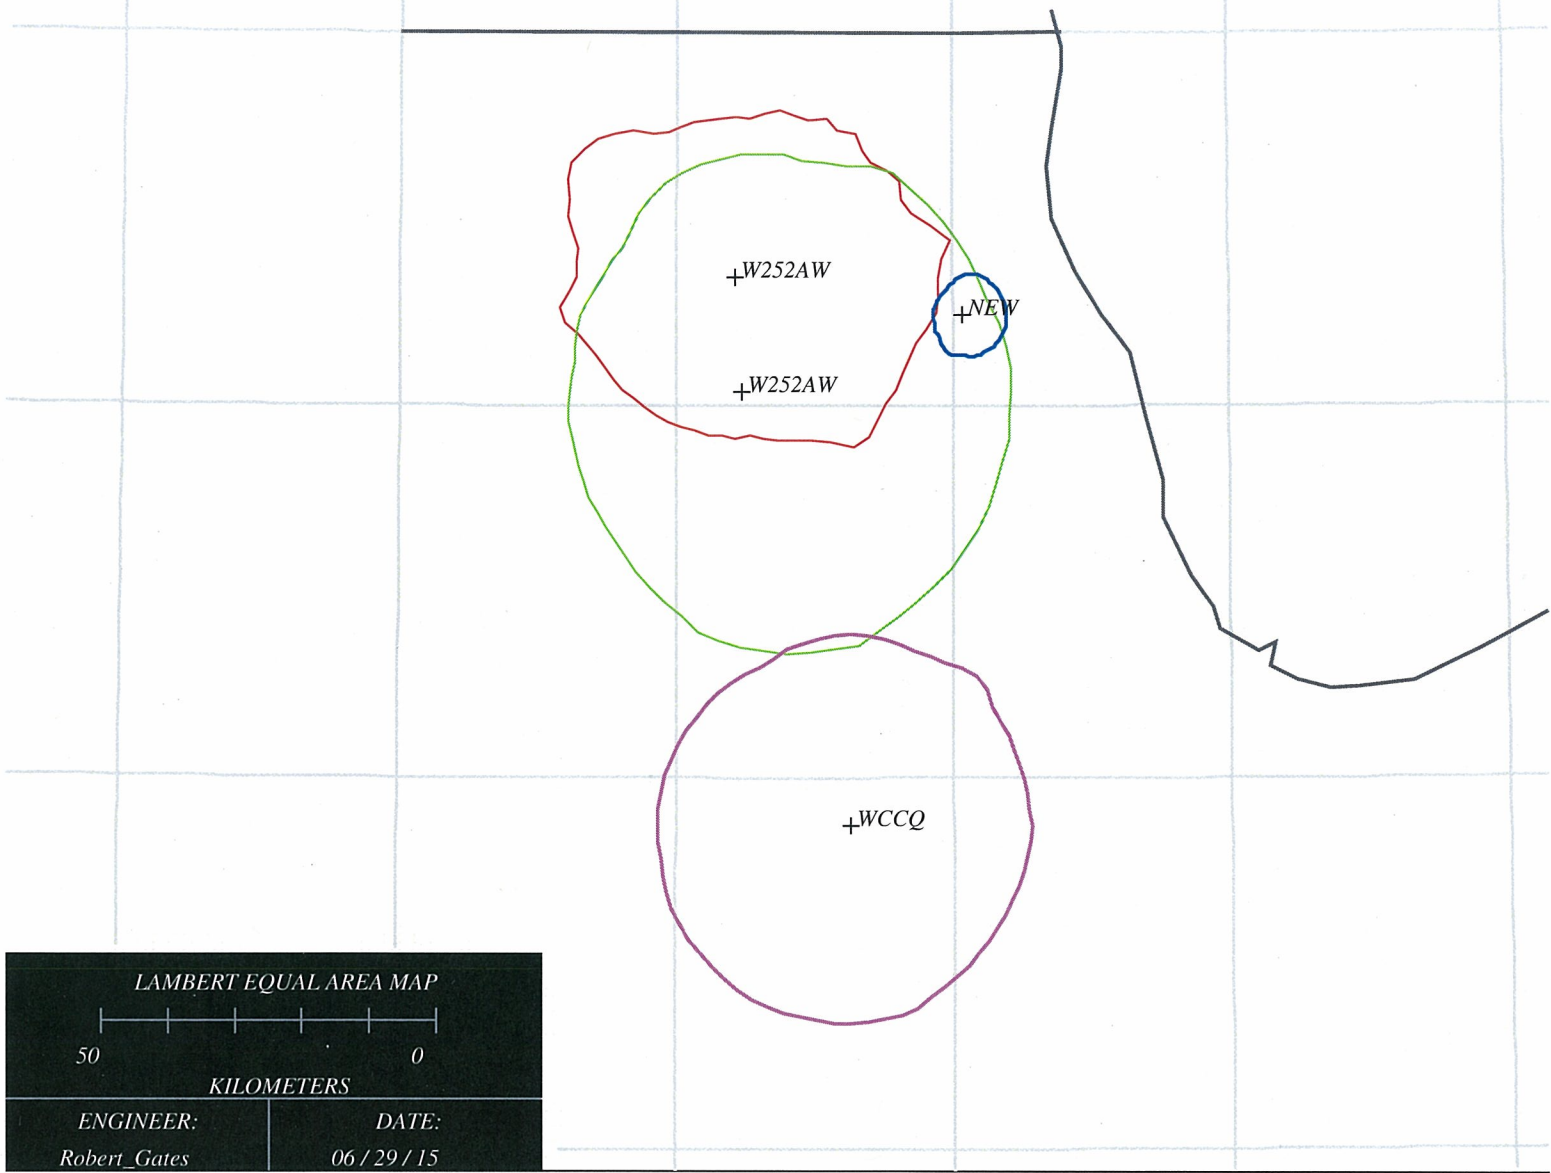 W252AW
NEW
W252AW
WCCQ
LAMBERT EQUAL AREA MAP
50 0
KILOMETERS
ENGINEER: DATE:
Robert_Gates 06 / 29 / 15